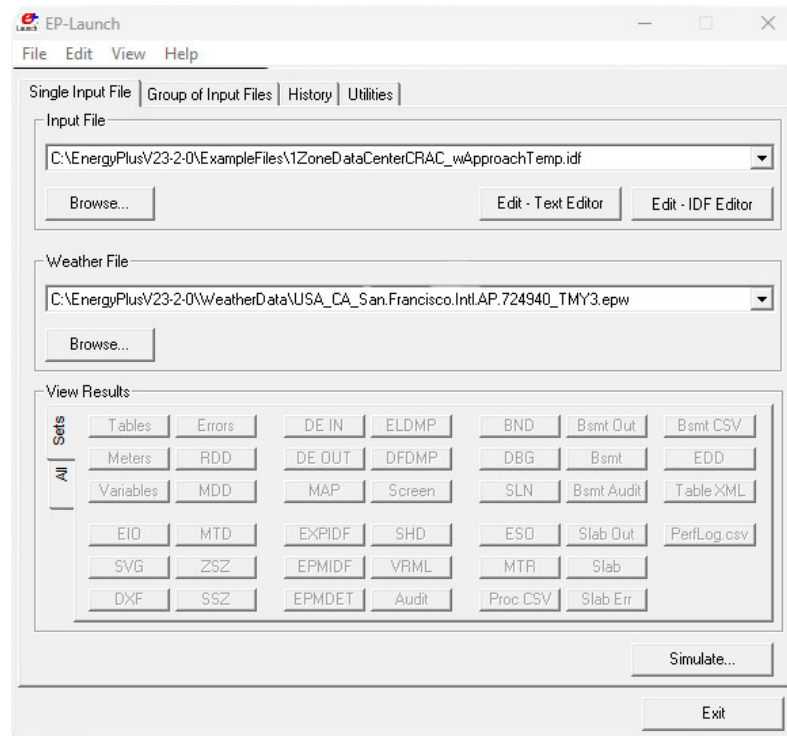 EP-Launch
File Edit View Help
Single Input File Group of Input Files History Utilities
Input File
C:\EnergyPlusV23-2-0\ExampleFiles\1ZoneDataCenterCRAC_wApproachTemp.idf
Browse... Edit - Text Editor Edit - IDF Editor
Weather File
C:\EnergyPlusV23-2-0\WeatherData\USA_CA_San.Francisco.Intl.AP.724940_TMY3.epw
Browse...
View Results
Sets
All
Tables Errors DE IN ELDMP BND Bsmt Out Bsmt CSV
Meters RDD DE OUT DFDMP DBG Bsmt EDD
Variables MDD MAP Screen SLN Bsmt Audit Table XML
EIO MTD EXPIDF SHD ESO Slab Out PerfLog.csv
SVG ZSZ EPMIDF VRML MTR Slab
DXF SSZ EPMDET Audit Proc CSV Slab Err
Simulate...
Exit